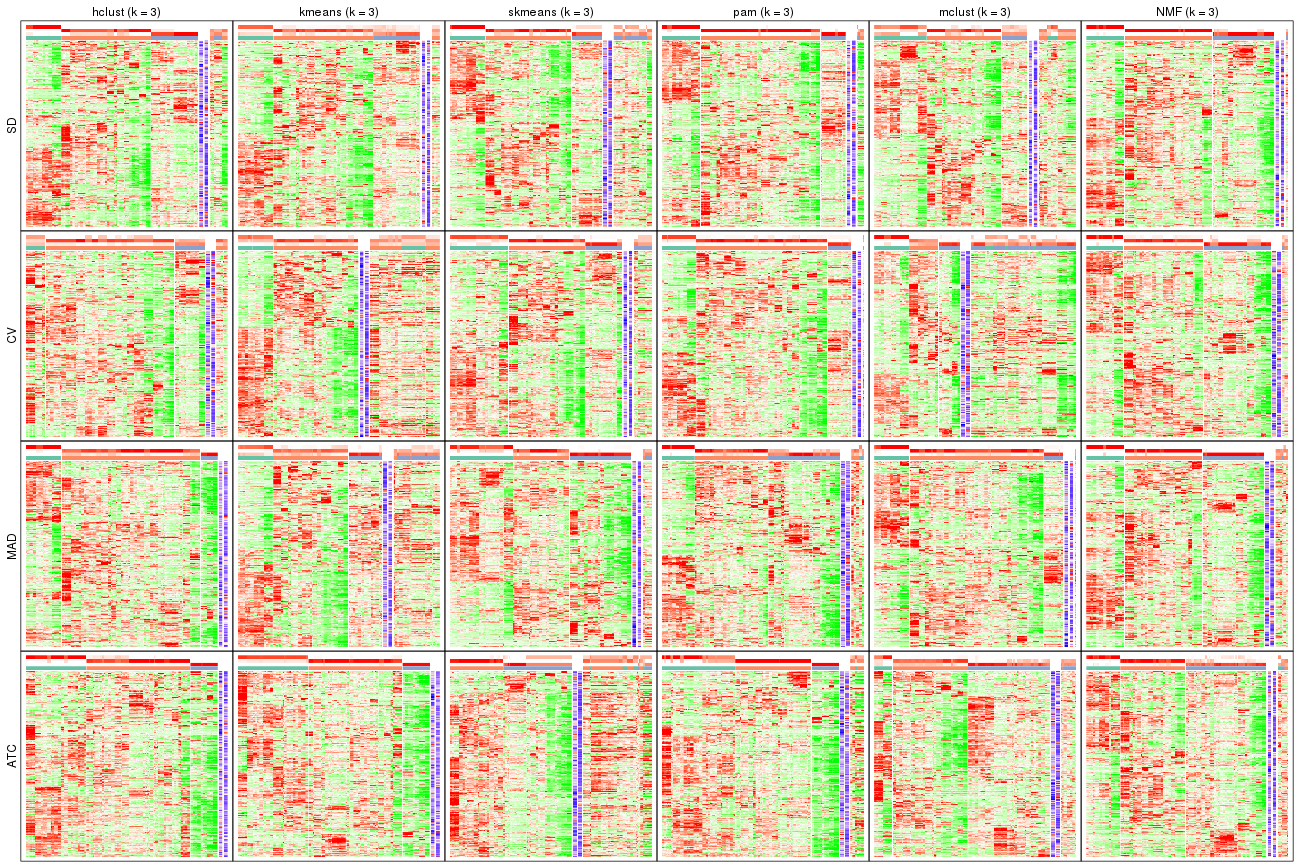 hclust (k = 3) kmeans (k = 3) skmeans (k = 3) pam (k = 3) mclust (k = 3) NMF (k = 3)
SD
CV
MAD
ATC